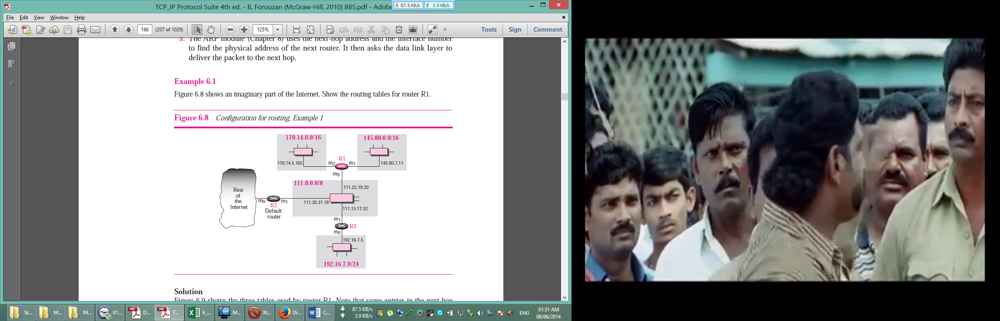 TCP_IP Protocol Suite 4th ed. - B. Forouzan (McGraw-Hill, 2010) BBS.pdf - Adobe
87.5 KB/s 3.9 KB/s
File Edit View Window Help
166 (207 of 1029) 125% Tools Sign Comment
5. The ARP module (Chapter 8) uses the next-hop address and the interface number
to find the physical address of the next router. It then asks the data link layer to
deliver the packet to the next hop.
Example 6.1
Figure 6.8 shows an imaginary part of the Internet. Show the routing tables for router R1.
Figure 6.8 Configuration for routing, Example 1
170.14.0.0/16 145.80.0.0/16
R1
170.14.5.165 m2 m1 145.80.7.11
m0
111.0.0.0/8
111.25.19.20
Rest
of
the
Internet
m0 R2 m1 111.30.31.18
Default
router
111.15.17.32
m1
R3
m0
192.16.7.5
192.16.7.0/24
Solution
Figure 6.9 shows the three tables used by router R1. Note that some entries in the next hop
St... M... IN... 01... D... T... 6_... M... Xt... Di... C... 87.5 KB/s ENG 01:51 AM
3.9 KB/s 08/06/2014